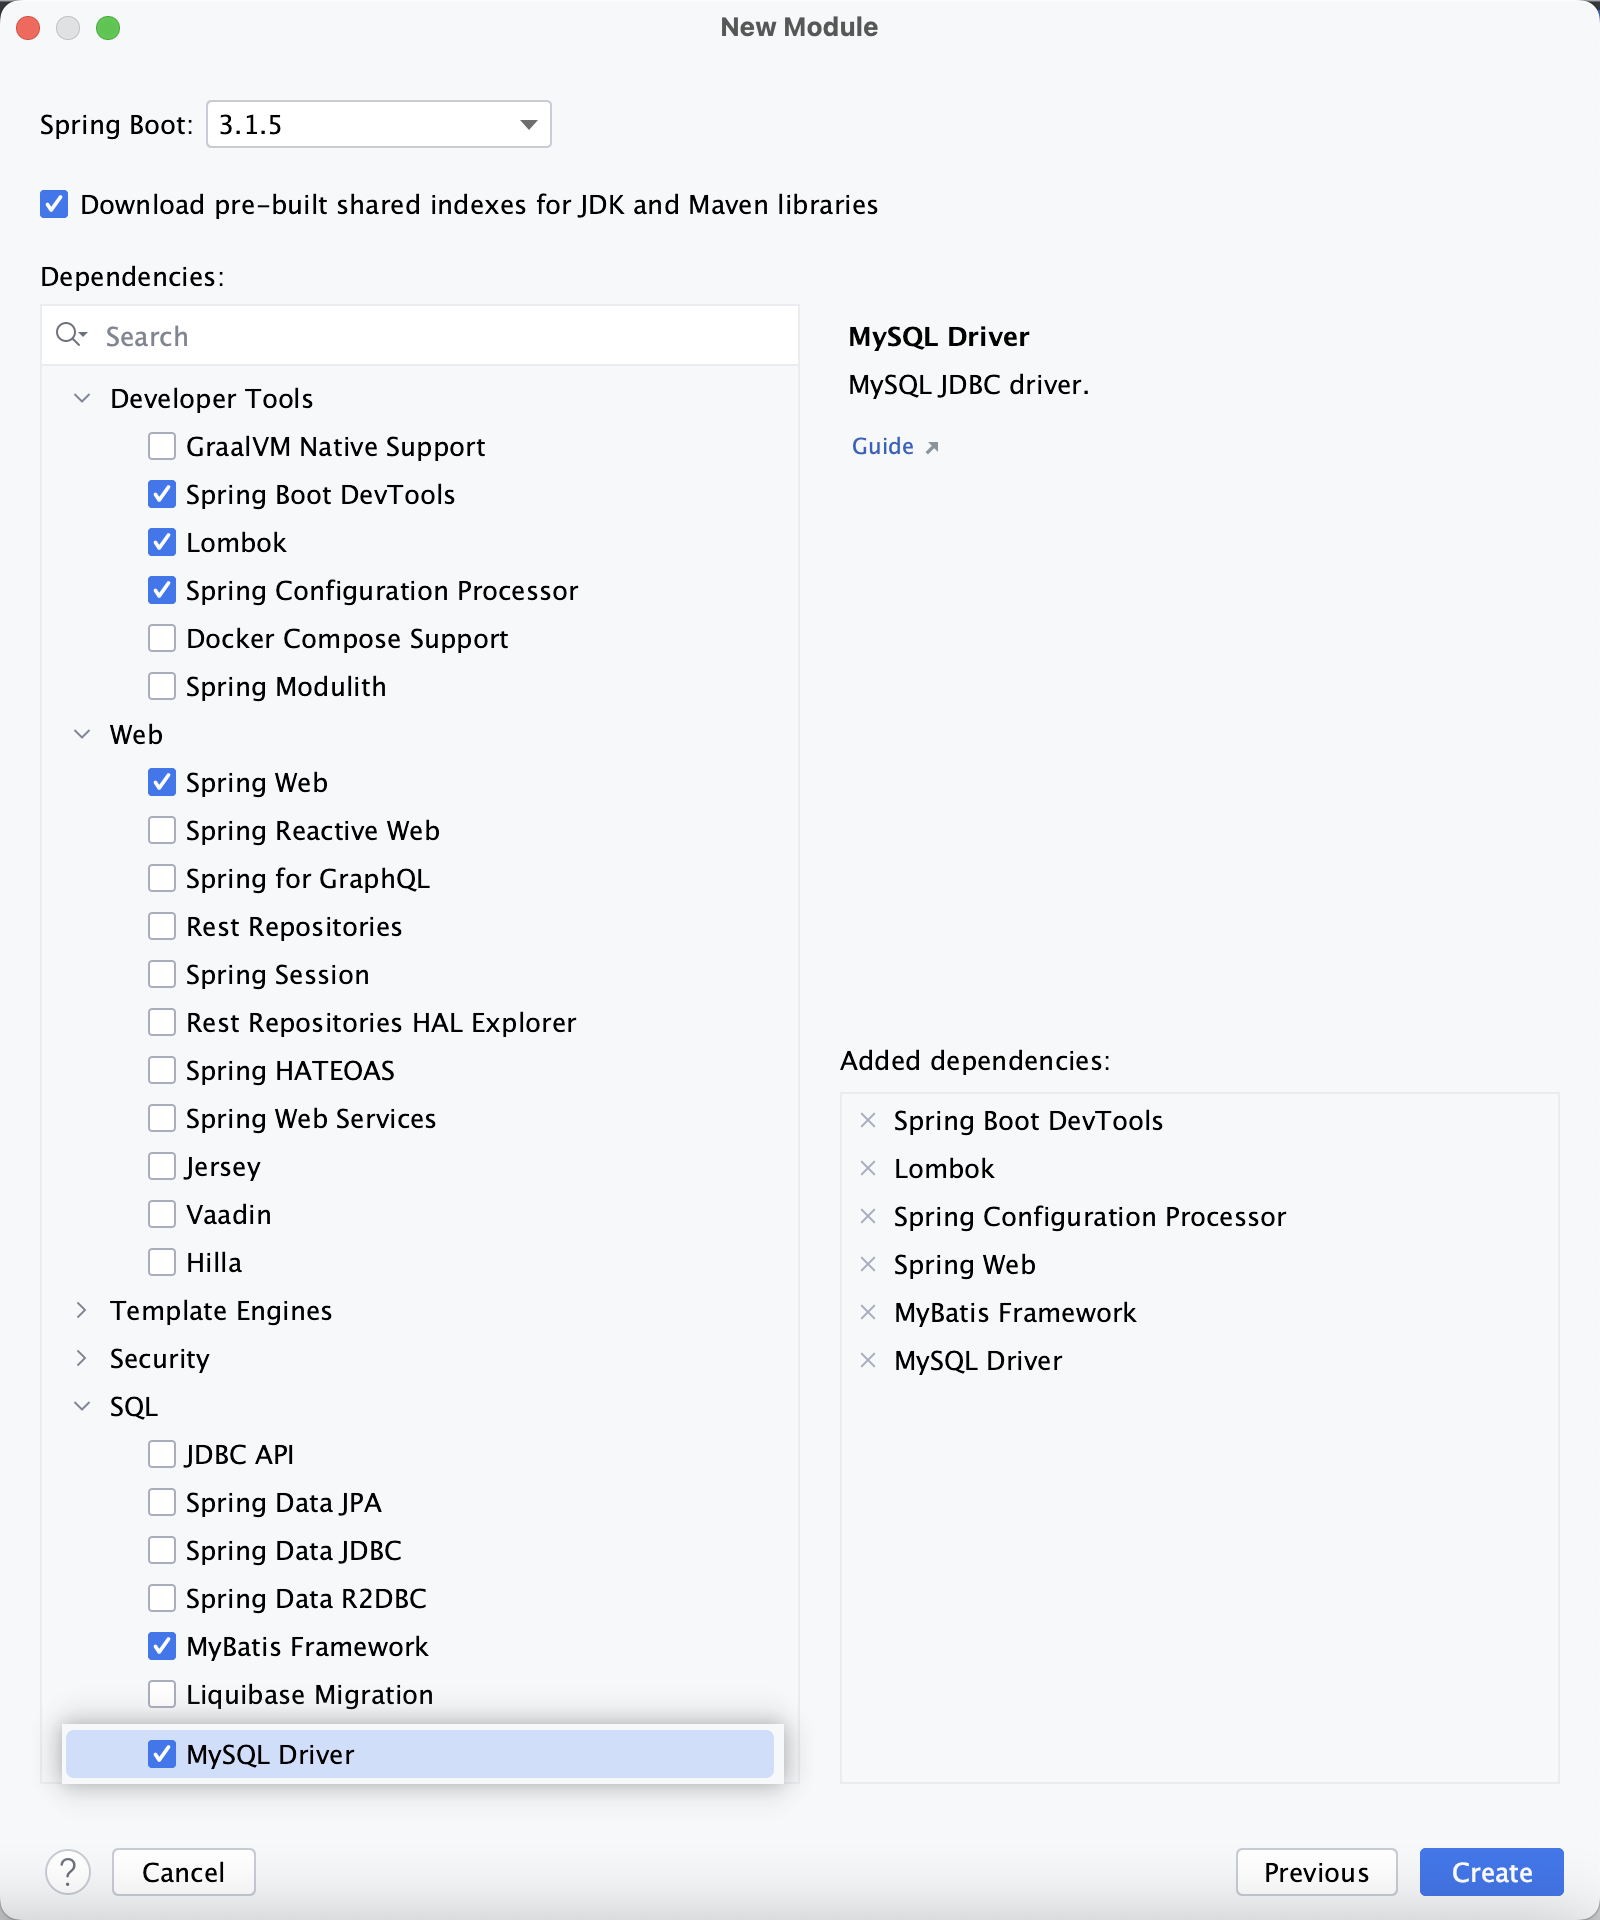 New Module
Spring Boot: 3.1.5
Download pre-built shared indexes for JDK and Maven libraries
Dependencies:
Search
Developer Tools
GraalVM Native Support
Spring Boot DevTools
Lombok
Spring Configuration Processor
Docker Compose Support
Spring Modulith
Web
Spring Web
Spring Reactive Web
Spring for GraphQL
Rest Repositories
Spring Session
Rest Repositories HAL Explorer
Spring HATEOAS
Spring Web Services
Jersey
Vaadin
Hilla
Template Engines
Security
SQL
JDBC API
Spring Data JPA
Spring Data JDBC
Spring Data R2DBC
MyBatis Framework
Liquibase Migration
MySQL Driver
MySQL Driver
MySQL JDBC driver.
Guide
Added dependencies:
Spring Boot DevTools
Lombok
Spring Configuration Processor
Spring Web
MyBatis Framework
MySQL Driver
? Cancel Previous Create